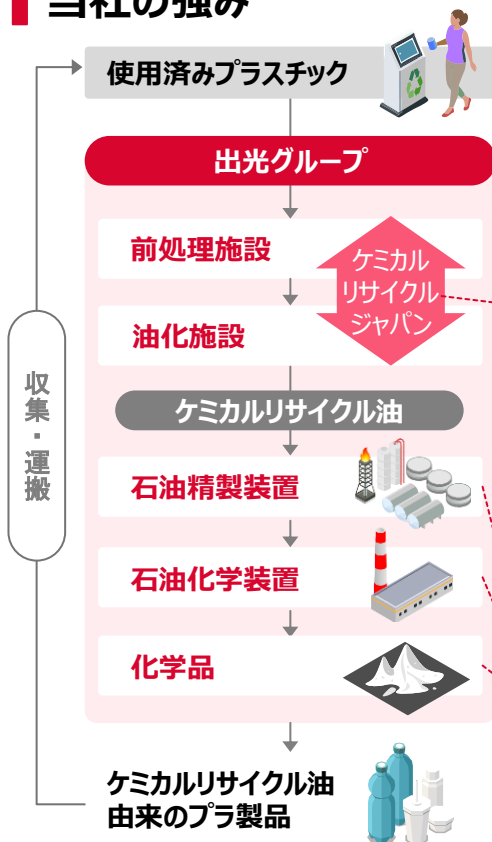 当社の強み
使用済みプラスチック
出光グループ
前処理施設
ケミカル
リサイクル
ジャパン
油化施設
収集・運搬
ケミカルリサイクル油
石油精製装置
石油化学装置
化学品
ケミカルリサイクル油
由来のプラ製品